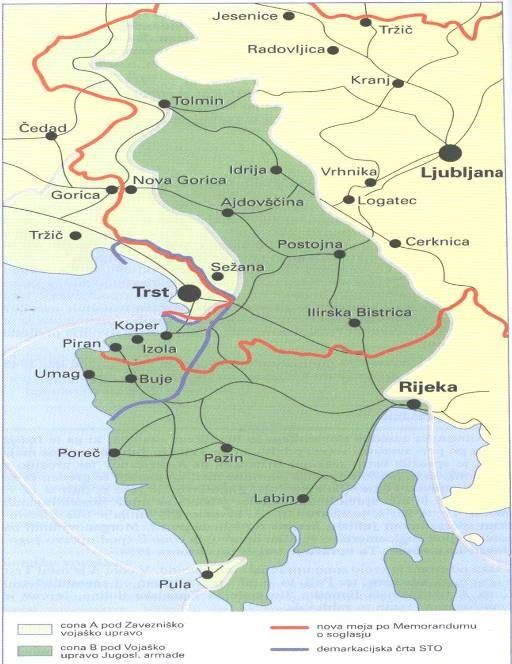 Jesenice
Tržič
Radovljica
Kranj
Tolmin
Čedad
Ljubljana
Idrija
Vrhnika
Nova Gorica
Gorica
Ajdovščina
Logatec
Tržič
Postojna
Cerknica
Sežana
Trst
Ilirska Bistrica
Koper
Piran
Izola
Umag
Buje
Rijeka
Poreč
Pazin
Labin
Pula
cona A pod Zavezniško
vojaško upravo
cona B pod Vojaško
upravo Jugosl. armade
nova meja po Memorandumu
o soglasju
demarkacijska črta STO